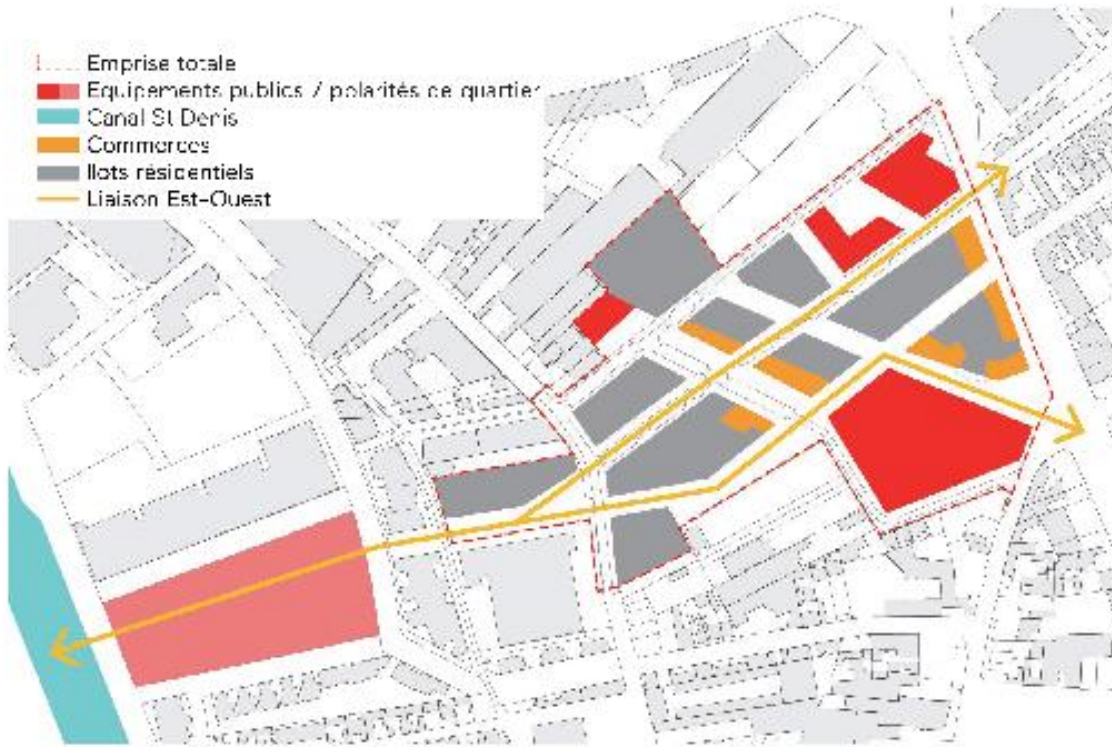 Emprise totale
Equipements publics / polarités de quartier
Canal St Denis
Commerces
Ilots résidentiels
Liaison Est-Ouest